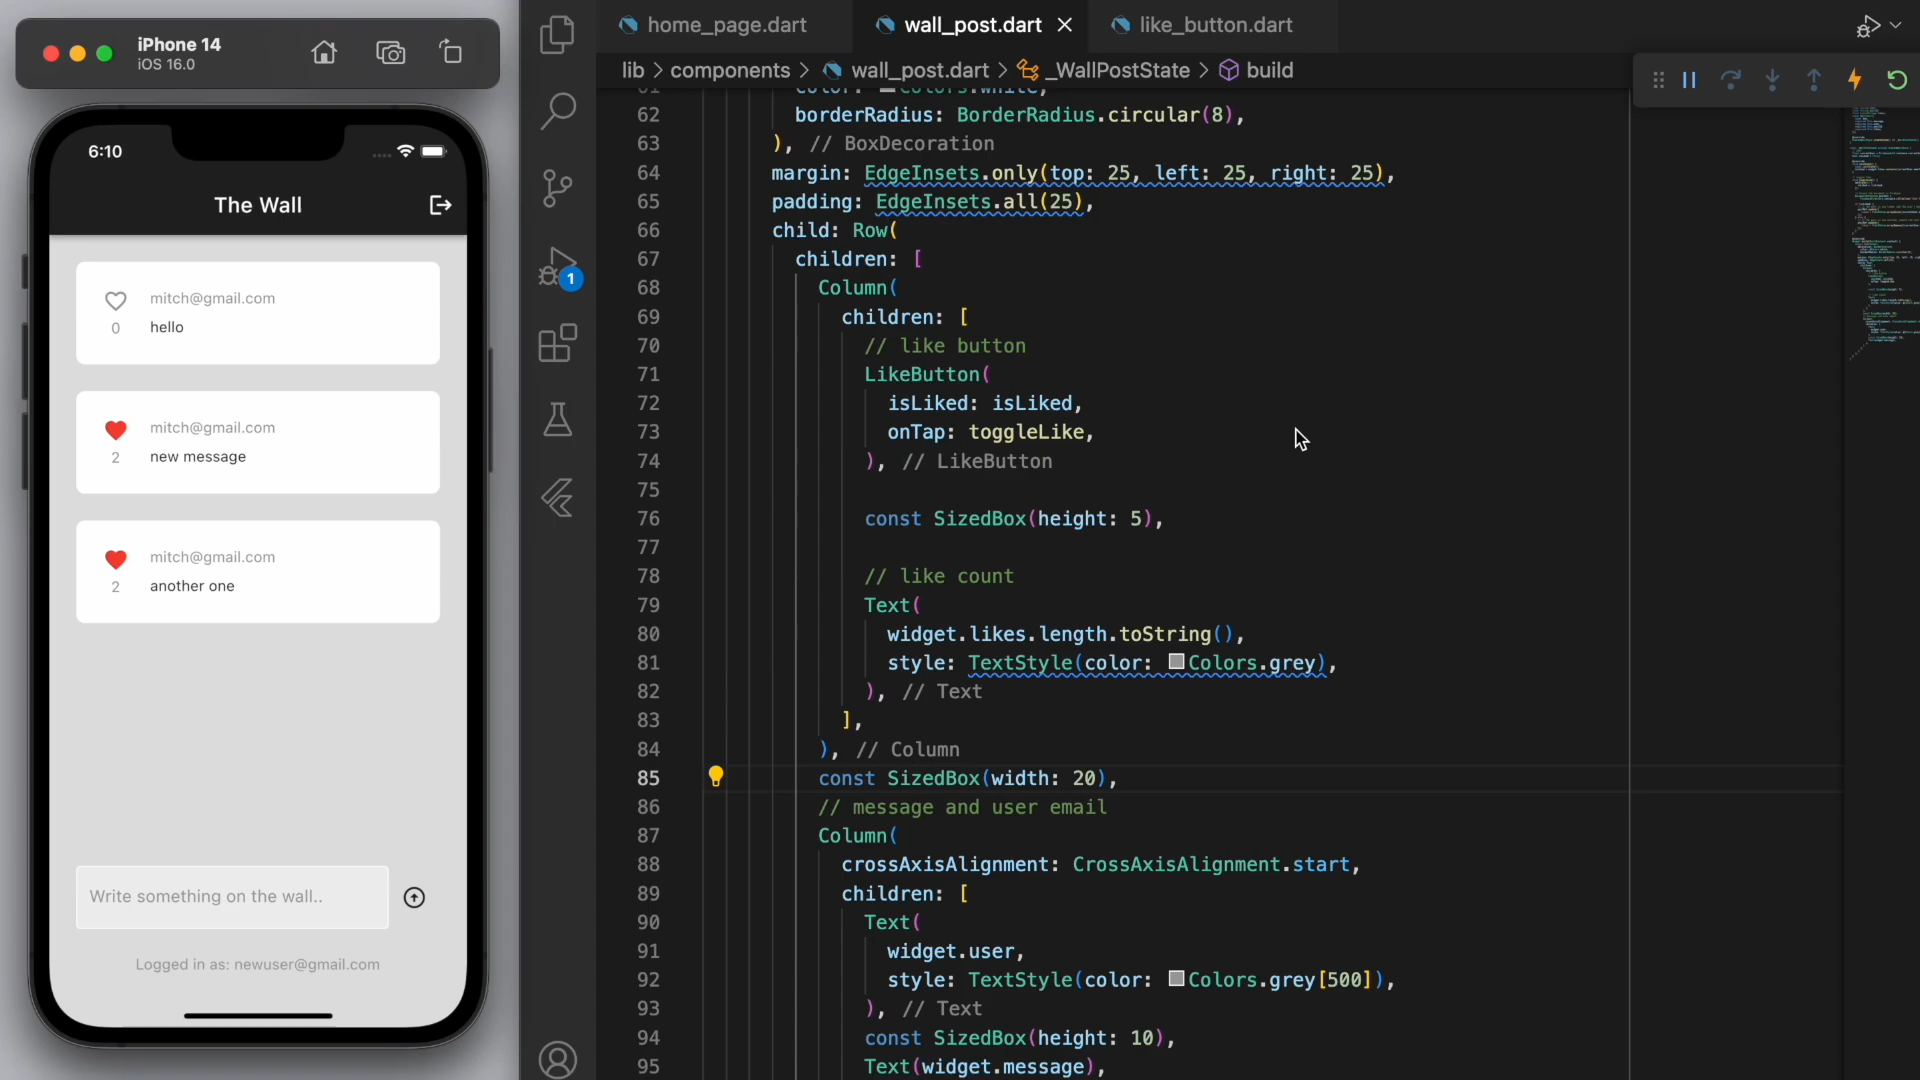 iPhone 14
iOS 16.0
6:10
The Wall
mitch@gmail.com
0
hello
mitch@gmail.com
2
new message
mitch@gmail.com
2
another one
Write something on the wall..
Logged in as: newuser@gmail.com
1
home_page.dart
wall_post.dart
like_button.dart
lib > components > wall_post.dart > _WallPostState > build
61 color: Colors.white,
62 borderRadius: BorderRadius.circular(8),
63 ), // BoxDecoration
64 margin: EdgeInsets.only(top: 25, left: 25, right: 25),
65 padding: EdgeInsets.all(25),
66 child: Row(
67 children: [
68 Column(
69 children: [
70 // like button
71 LikeButton(
72 isLiked: isLiked,
73 onTap: toggleLike,
74 ), // LikeButton
75
76 const SizedBox(height: 5),
77
78 // like count
79 Text(
80 widget.likes.length.toString(),
81 style: TextStyle(color: Colors.grey),
82 ), // Text
83 ],
84 ), // Column
85 const SizedBox(width: 20),
86 // message and user email
87 Column(
88 crossAxisAlignment: CrossAxisAlignment.start,
89 children: [
90 Text(
91 widget.user,
92 style: TextStyle(color: Colors.grey[500]),
93 ), // Text
94 const SizedBox(height: 10),
95 Text(widget.message),